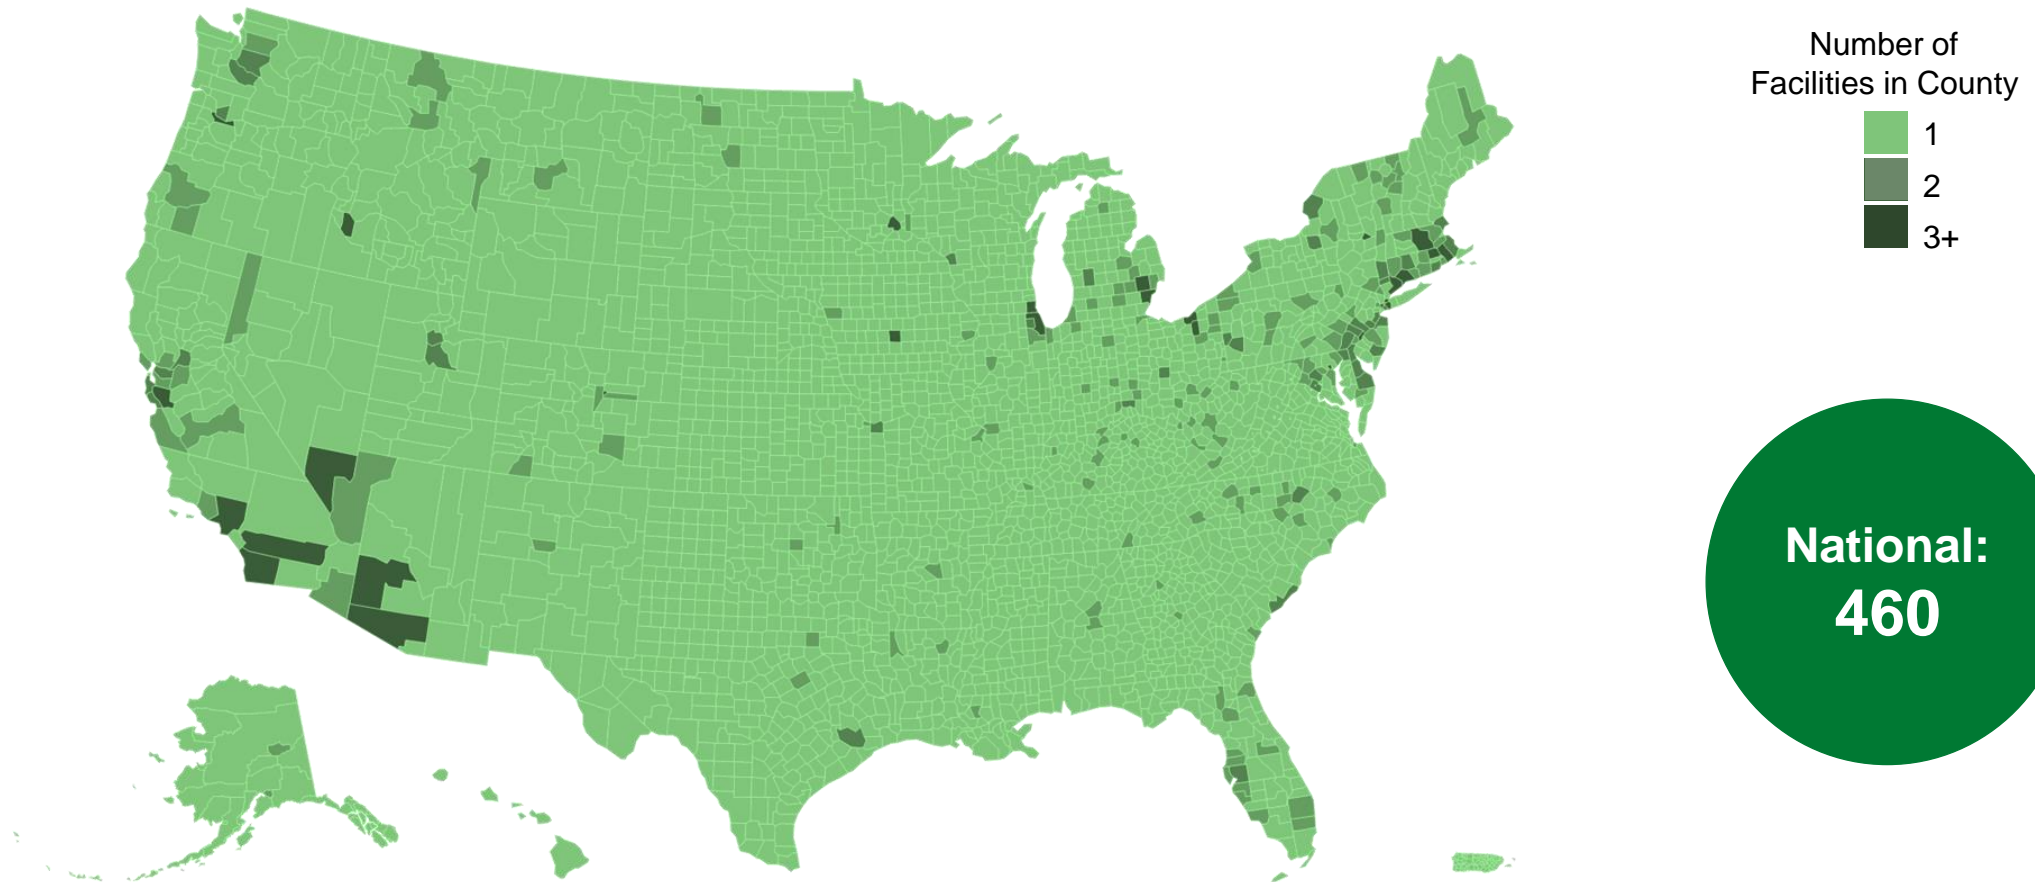 Number of
Facilities in County
1
2
3+
National:
460